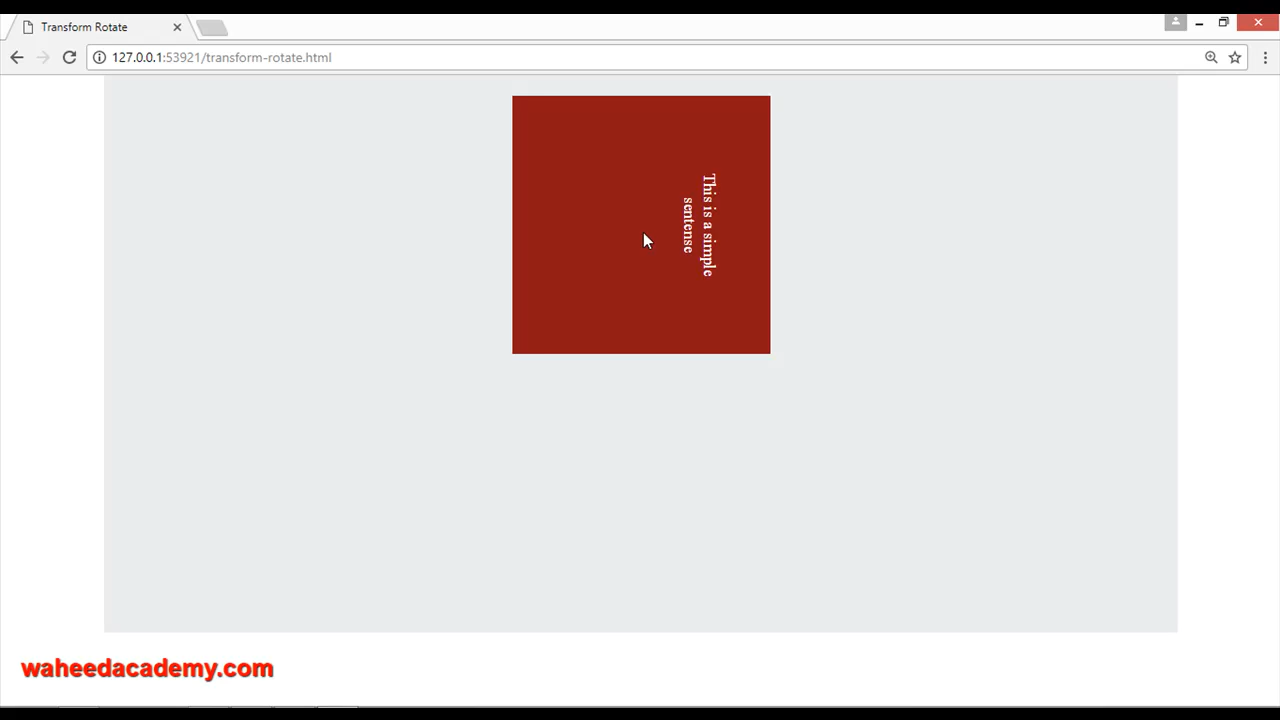 Transform Rotate
127.0.0.1:53921/transform-rotate.html
This is a simple
sentense
waheedacademy.com